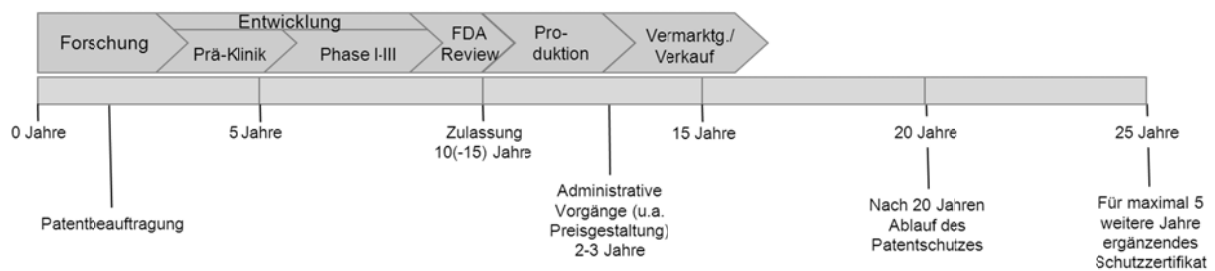 Forschung
Entwicklung
Prä-Klinik
Phase I-III
FDA
Review
Pro-
duktion
Vermarktg./
Verkauf
0 Jahre
5 Jahre
Zulassung
10(-15) Jahre
15 Jahre
20 Jahre
25 Jahre
Patentbeauftragung
Administrative
Vorgänge (u.a.
Preisgestaltung)
2-3 Jahre
Nach 20 Jahren
Ablauf des
Patentschutzes
Für maximal 5
weitere Jahre
ergänzendes
Schutzzertifikat